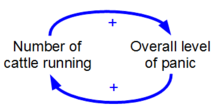 +
Number of
cattle running
Overall level
of panic
+